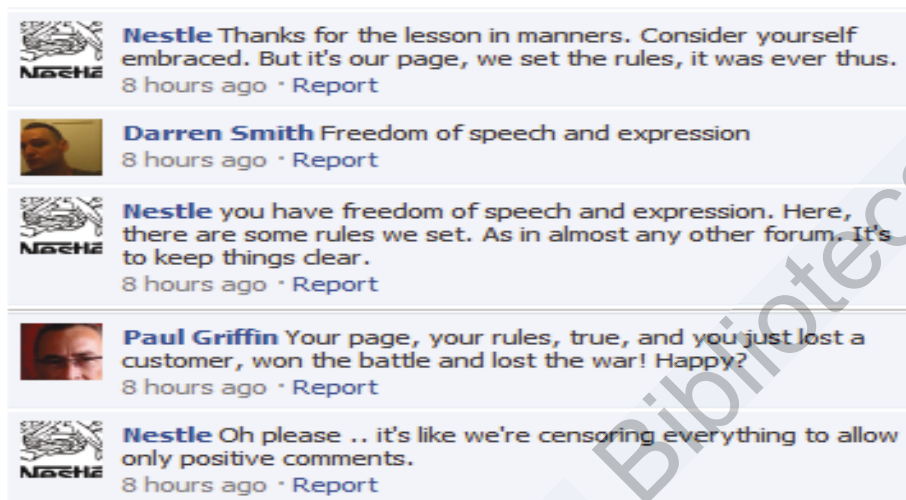 Nestle Thanks for the lesson in manners. Consider yourself
embraced. But it's our page, we set the rules, it was ever thus.
8 hours ago · Report
Darren Smith Freedom of speech and expression
8 hours ago · Report
Nestle you have freedom of speech and expression. Here,
there are some rules we set. As in almost any other forum. It's
to keep things clear.
8 hours ago · Report
Paul Griffin Your page, your rules, true, and you just lost a
customer, won the battle and lost the war! Happy?
8 hours ago · Report
Nestle Oh please .. it's like we're censoring everything to allow
only positive comments.
8 hours ago · Report